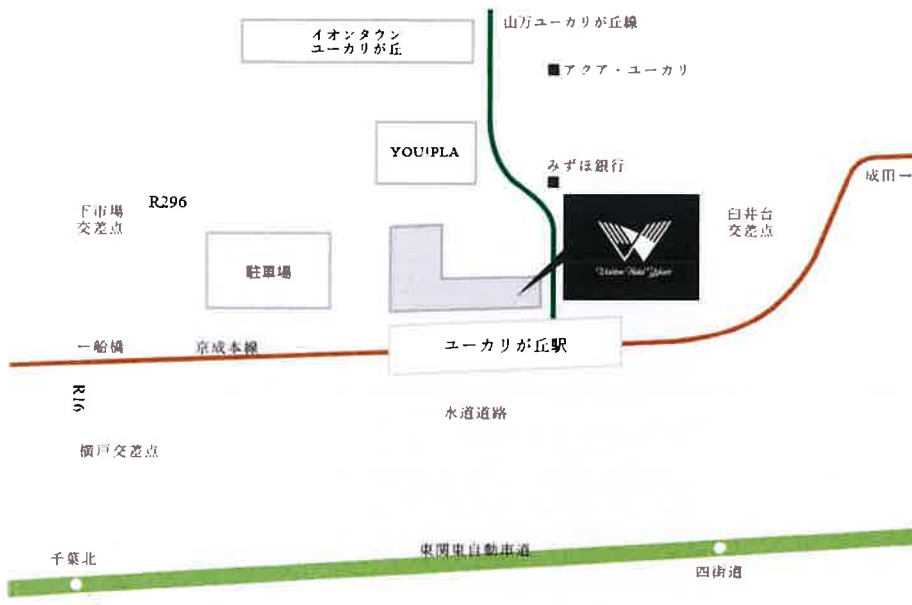 イオンタウン
ユーカリが丘
山万ユーカリが丘線
■アクア・ユーカリ
YOU!PLA
みずほ銀行
成田一
下市場
交差点
R296
臼井台
交差点
駐車場
一船橋
京成本線
ユーカリが丘駅
R16
水道道路
横戸交差点
千葉北
東関東自動車道
四街道